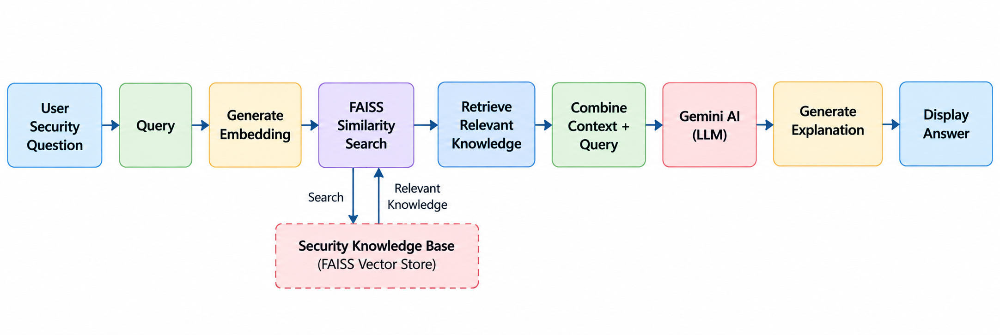 User
Security
Question
Query
Generate
Embedding
FAISS
Similarity
Search
Retrieve
Relevant
Knowledge
Combine
Context +
Query
Gemini AI
(LLM)
Generate
Explanation
Display
Answer
Search
Relevant
Knowledge
Security Knowledge Base
(FAISS Vector Store)